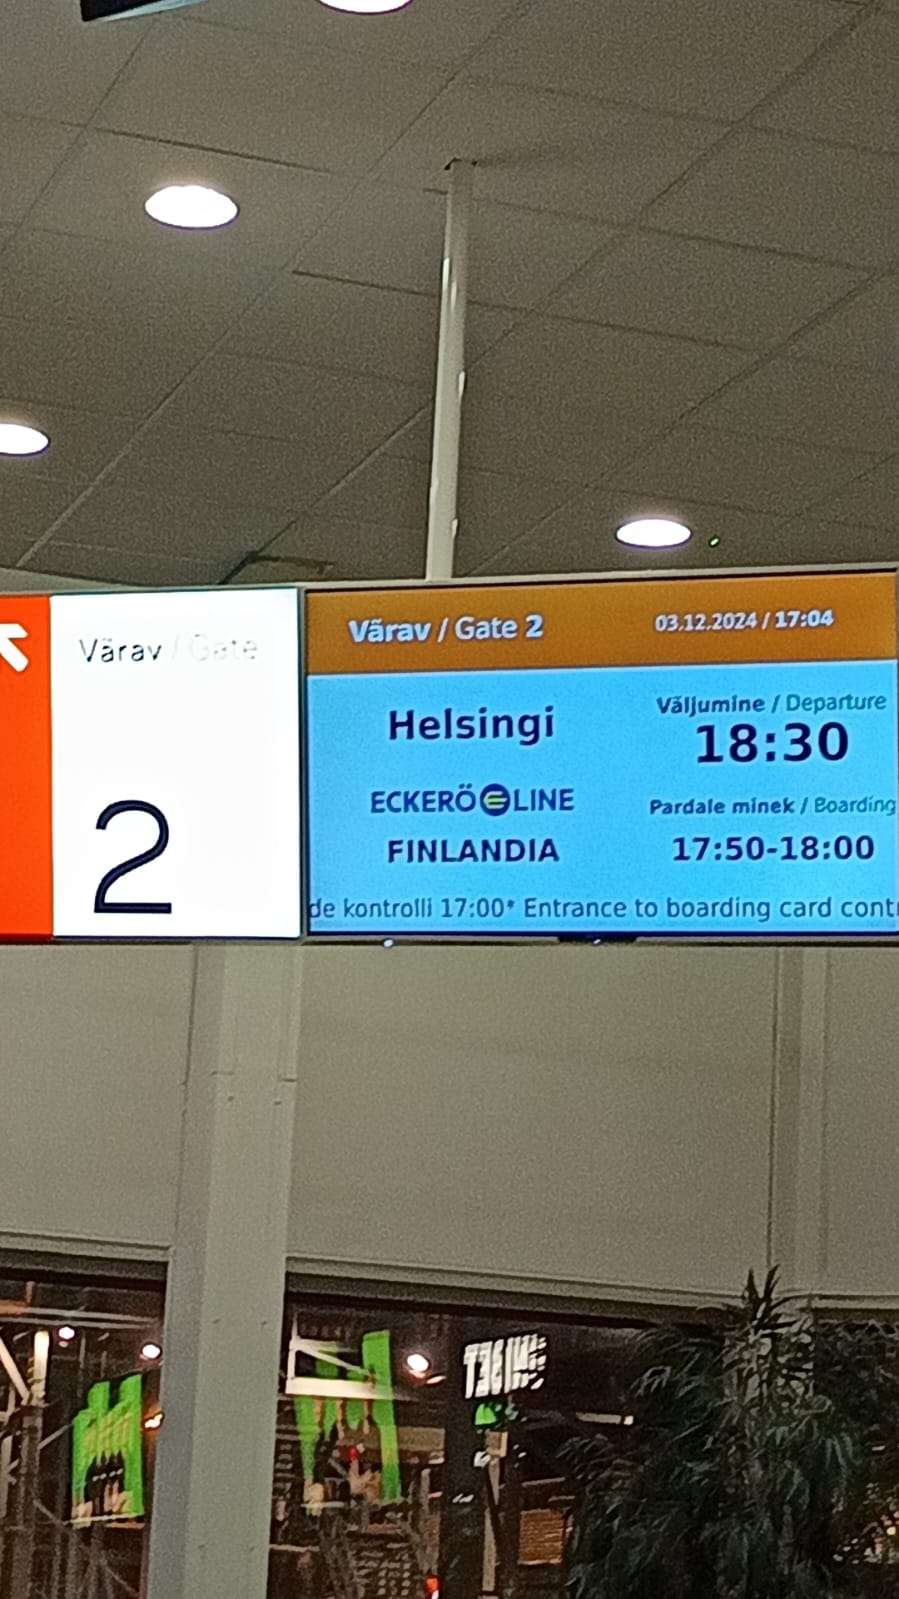 Värav / Gate
2
Värav / Gate 2
03.12.2024 / 17:04
Helsingi
Väljumine / Departure
18:30
ECKERÖ LINE
FINLANDIA
Pardale minek / Boarding
17:50-18:00
de kontrolli 17:00* Entrance to boarding card cont